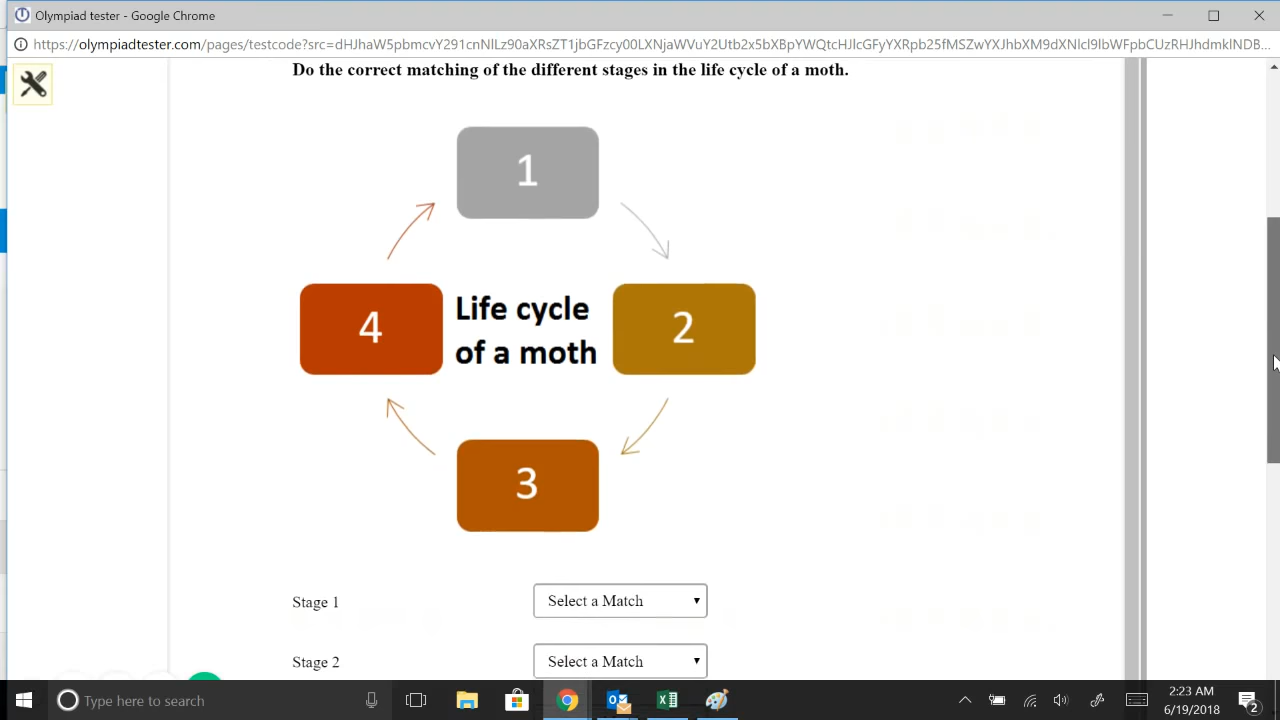 Olympiad tester - Google Chrome
https://olympiadtester.com/pages/testcode?src=dHJhaW5pbmcvY291cnNlLz90aXRsZT1jbGFzcy00LXNjaWVuY2Utb2x5bXBpYWQtcHJlcGFyYXRpb25fMSZwYXJhbXM9dXNlcl9IbWFpbCUzRHJHdmklNDB...
Do the correct matching of the different stages in the life cycle of a moth.
1
4
Life cycle
of a moth
2
3
Stage 1
Select a Match
Stage 2
Select a Match
Type here to search
2:23 AM
6/19/2018
2